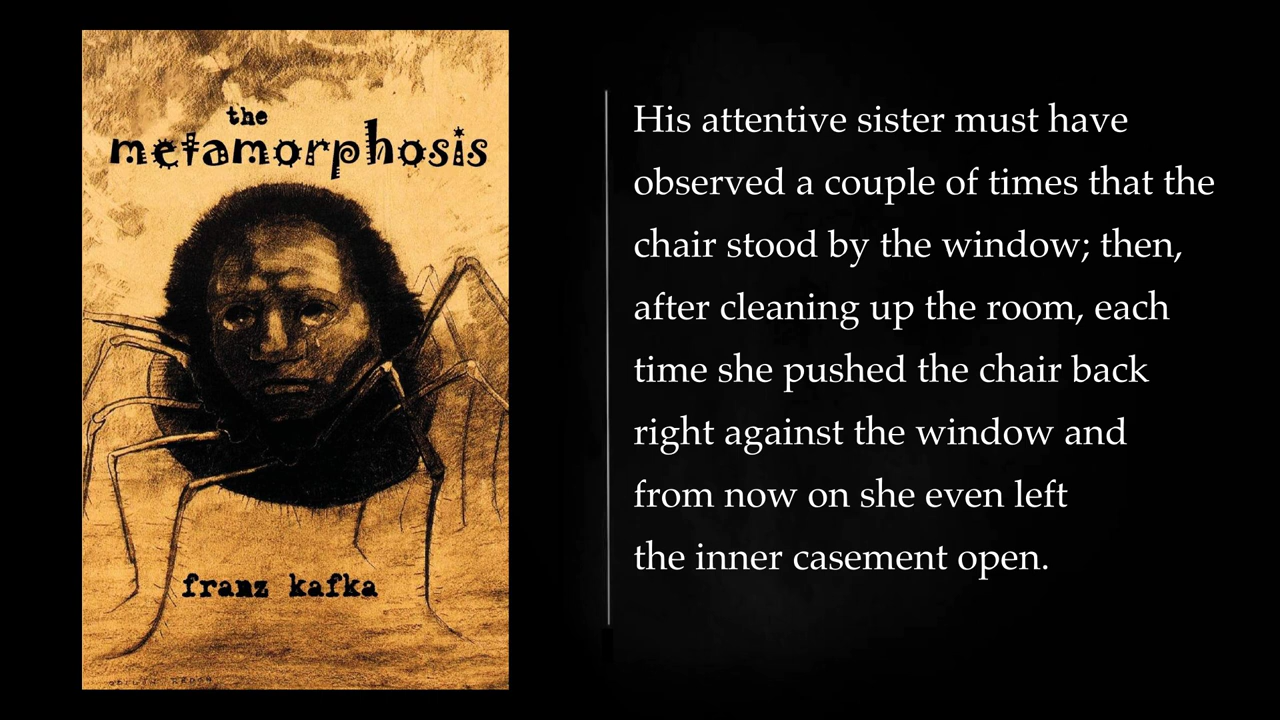 the
metamorphosis
franz kafka
ODILON REDON
His attentive sister must have
observed a couple of times that the
chair stood by the window; then,
after cleaning up the room, each
time she pushed the chair back
right against the window and
from now on she even left
the inner casement open.